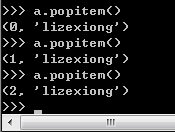 >>> a.popitem()
(0, 'lizexiong')
>>> a.popitem()
(1, 'lizexiong')
>>> a.popitem()
(2, 'lizexiong')
>>>